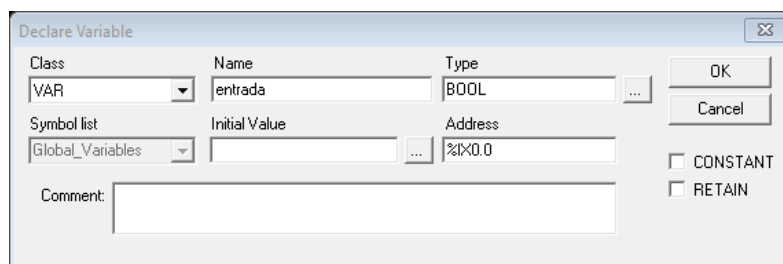 Declare Variable
Class Name Type
VAR entrada BOOL ... OK
Cancel
Symbol list Initial Value Address
Global_Variables ... %IX0.0
CONSTANT
Comment: RETAIN